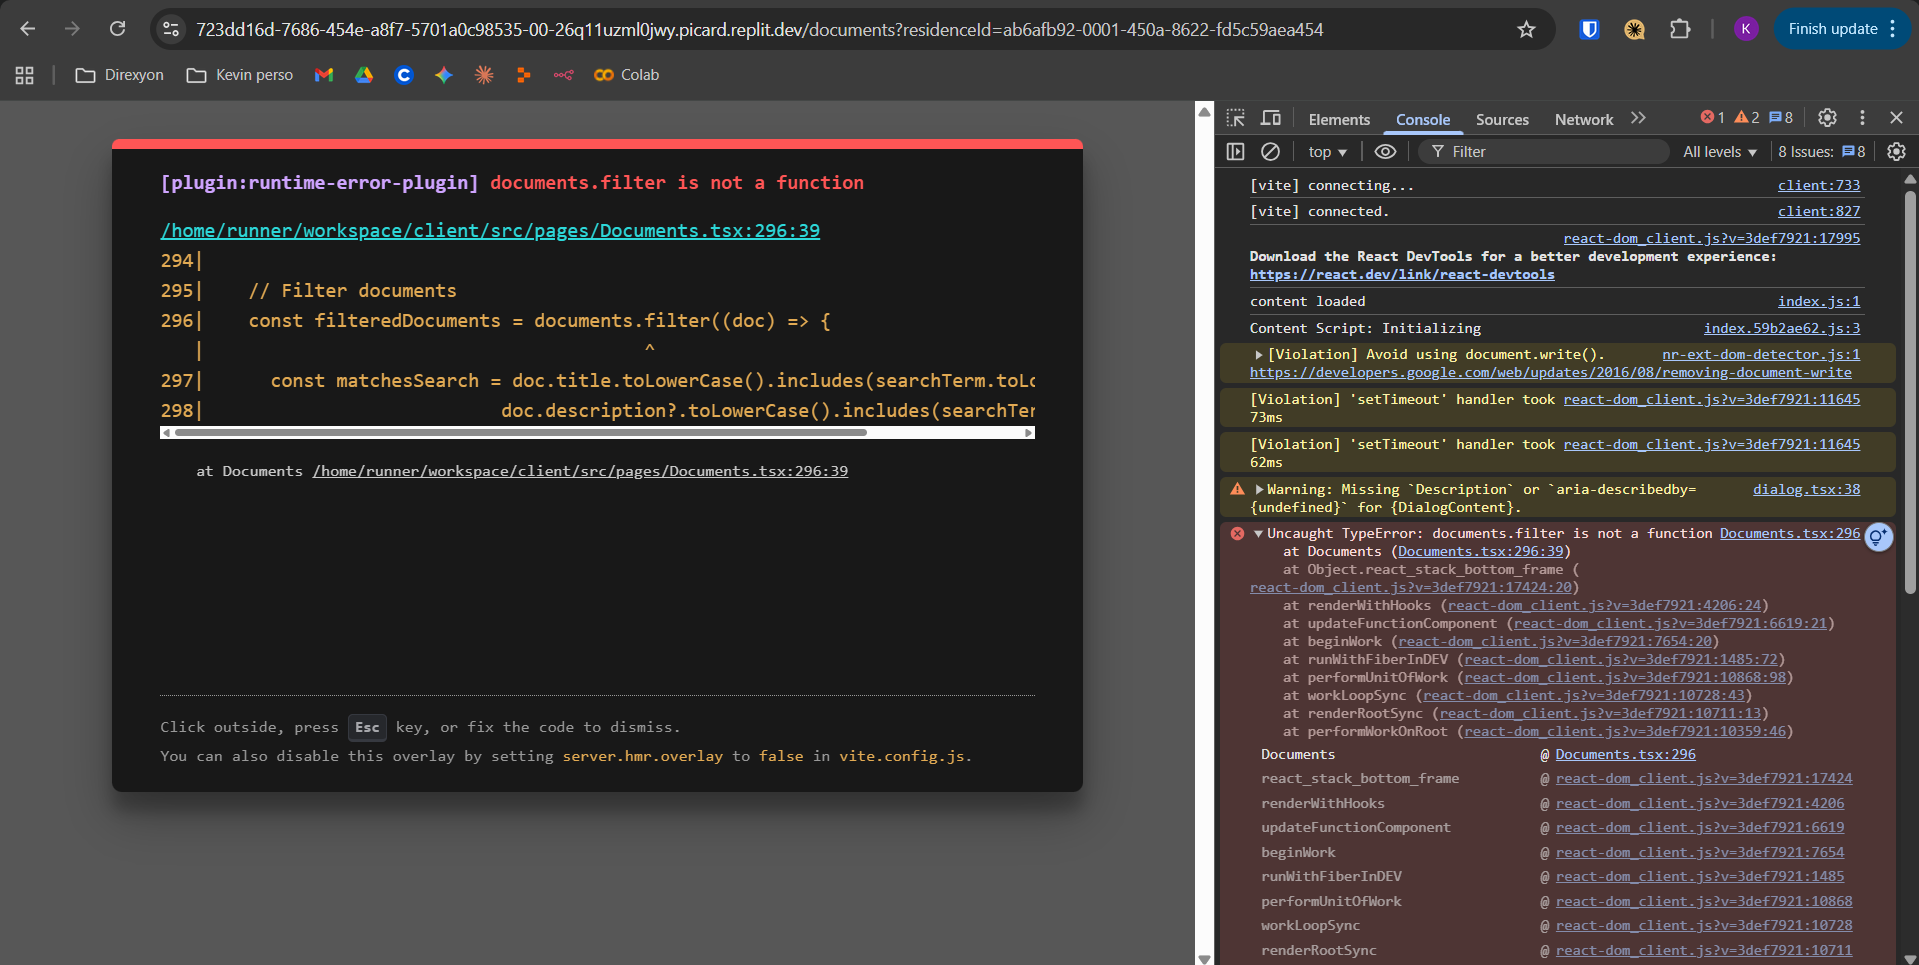 723dd16d-7686-454e-a8f7-5701a0c98535-00-26q11uzml0jwy.picard.replit.dev/documents?residenceId=ab6afb92-0001-450a-8622-fd5c59aea454
K
Finish update
Direxyon
Kevin perso
Colab
[plugin:runtime-error-plugin] documents.filter is not a function
/home/runner/workspace/client/src/pages/Documents.tsx:296:39
294|
295|    // Filter documents
296|    const filteredDocuments = documents.filter((doc) => {
   |                                        ^
297|      const matchesSearch = doc.title.toLowerCase().includes(searchTerm.toLo
298|                           doc.description?.toLowerCase().includes(searchTer
at Documents /home/runner/workspace/client/src/pages/Documents.tsx:296:39
Click outside, press Esc key, or fix the code to dismiss.
You can also disable this overlay by setting server.hmr.overlay to false in vite.config.js.
Elements
Console
Sources
Network
1
2
8
top
Filter
All levels
8 Issues: 8
[vite] connecting... client:733
[vite] connected. client:827
react-dom_client.js?v=3def7921:17995
Download the React DevTools for a better development experience:
https://react.dev/link/react-devtools
content loaded index.js:1
Content Script: Initializing index.59b2ae62.js:3
[Violation] Avoid using document.write(). nr-ext-dom-detector.js:1
https://developers.google.com/web/updates/2016/08/removing-document-write
[Violation] 'setTimeout' handler took react-dom_client.js?v=3def7921:11645
73ms
[Violation] 'setTimeout' handler took react-dom_client.js?v=3def7921:11645
62ms
Warning: Missing `Description` or `aria-describedby= dialog.tsx:38
{undefined}` for {DialogContent}.
Uncaught TypeError: documents.filter is not a function Documents.tsx:296
at Documents (Documents.tsx:296:39)
at Object.react_stack_bottom_frame (
react-dom_client.js?v=3def7921:17424:20)
at renderWithHooks (react-dom_client.js?v=3def7921:4206:24)
at updateFunctionComponent (react-dom_client.js?v=3def7921:6619:21)
at beginWork (react-dom_client.js?v=3def7921:7654:20)
at runWithFiberInDEV (react-dom_client.js?v=3def7921:1485:72)
at performUnitOfWork (react-dom_client.js?v=3def7921:10868:98)
at workLoopSync (react-dom_client.js?v=3def7921:10728:43)
at renderRootSync (react-dom_client.js?v=3def7921:10711:13)
at performWorkOnRoot (react-dom_client.js?v=3def7921:10359:46)
Documents @ Documents.tsx:296
react_stack_bottom_frame @ react-dom_client.js?v=3def7921:17424
renderWithHooks @ react-dom_client.js?v=3def7921:4206
updateFunctionComponent @ react-dom_client.js?v=3def7921:6619
beginWork @ react-dom_client.js?v=3def7921:7654
runWithFiberInDEV @ react-dom_client.js?v=3def7921:1485
performUnitOfWork @ react-dom_client.js?v=3def7921:10868
workLoopSync @ react-dom_client.js?v=3def7921:10728
renderRootSync @ react-dom_client.js?v=3def7921:10711